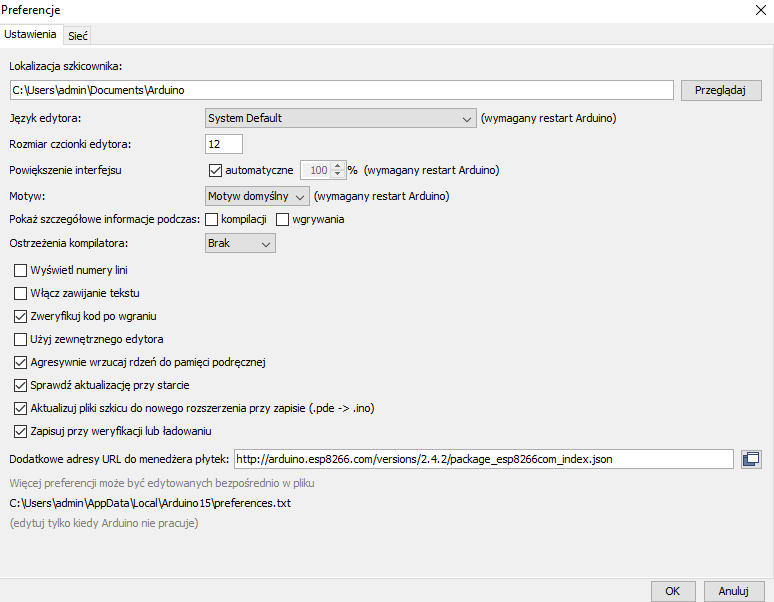 Preferencje
Ustawienia Sieć
Lokalizacja szkicownika:
C:\Users\admin\Documents\Arduino Przeglądaj
Język edytora: System Default (wymagany restart Arduino)
Rozmiar czcionki edytora: 12
Powiększenie interfejsu automatyczne 100 % (wymagany restart Arduino)
Motyw: Motyw domyślny (wymagany restart Arduino)
Pokaż szczegółowe informacje podczas: kompilacji wgrywania
Ostrzeżenia kompilatora: Brak
Wyświetl numery lini
Włącz zawijanie tekstu
Zweryfikuj kod po wgraniu
Użyj zewnętrznego edytora
Agresywnie wrzucaj rdzeń do pamięci podręcznej
Sprawdź aktualizację przy starcie
Aktualizuj pliki szkicu do nowego rozszerzenia przy zapisie (.pde -> .ino)
Zapisuj przy weryfikacji lub ładowaniu
Dodatkowe adresy URL do menedżera płytek: http://arduino.esp8266.com/versions/2.4.2/package_esp8266com_index.json
Więcej preferencji może być edytowanych bezpośrednio w pliku
C:\Users\admin\AppData\Local\Arduino15\preferences.txt
(edytuj tylko kiedy Arduino nie pracuje)
OK Anuluj